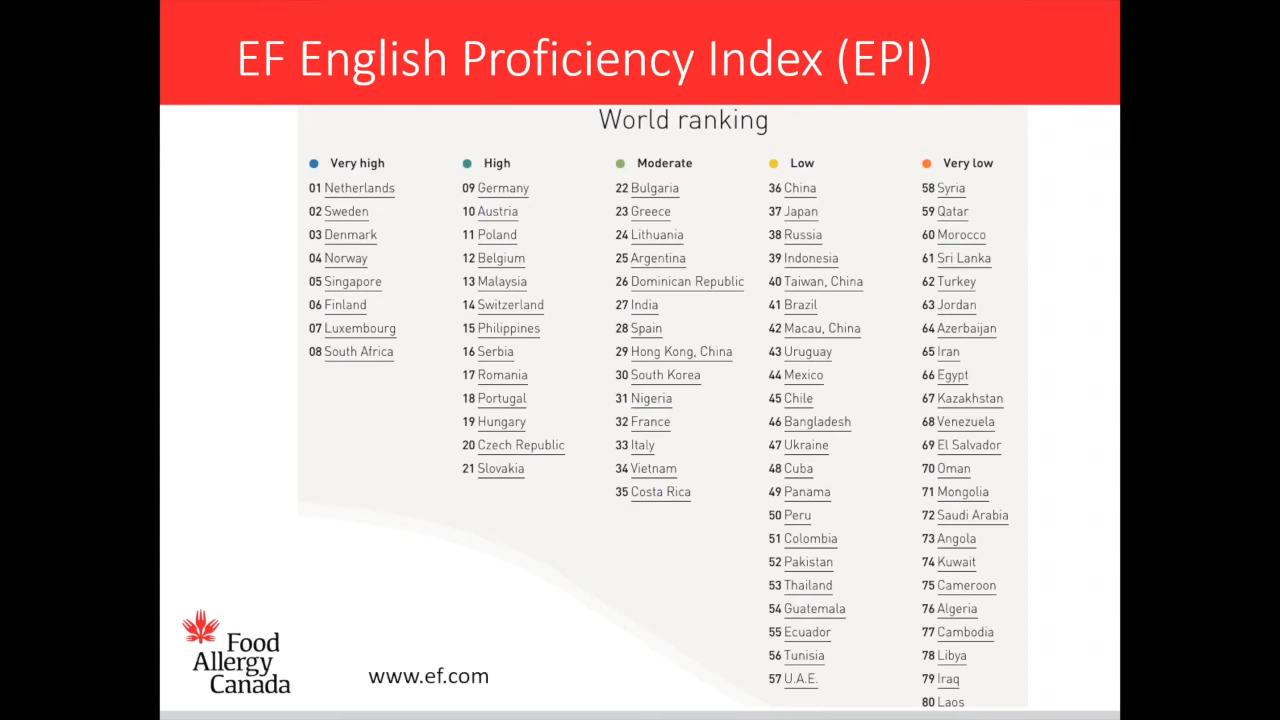 EF English Proficiency Index (EPI)
World ranking
Very high
01 Netherlands
02 Sweden
03 Denmark
04 Norway
05 Singapore
06 Finland
07 Luxembourg
08 South Africa
High
09 Germany
10 Austria
11 Poland
12 Belgium
13 Malaysia
14 Switzerland
15 Philippines
16 Serbia
17 Romania
18 Portugal
19 Hungary
20 Czech Republic
21 Slovakia
Moderate
22 Bulgaria
23 Greece
24 Lithuania
25 Argentina
26 Dominican Republic
27 India
28 Spain
29 Hong Kong, China
30 South Korea
31 Nigeria
32 France
33 Italy
34 Vietnam
35 Costa Rica
Low
36 China
37 Japan
38 Russia
39 Indonesia
40 Taiwan, China
41 Brazil
42 Macau, China
43 Uruguay
44 Mexico
45 Chile
46 Bangladesh
47 Ukraine
48 Cuba
49 Panama
50 Peru
51 Colombia
52 Pakistan
53 Thailand
54 Guatemala
55 Ecuador
56 Tunisia
57 U.A.E.
Very low
58 Syria
59 Qatar
60 Morocco
61 Sri Lanka
62 Turkey
63 Jordan
64 Azerbaijan
65 Iran
66 Egypt
67 Kazakhstan
68 Venezuela
69 El Salvador
70 Oman
71 Mongolia
72 Saudi Arabia
73 Angola
74 Kuwait
75 Cameroon
76 Algeria
77 Cambodia
78 Libya
79 Iraq
80 Laos
Food
Allergy
Canada
www.ef.com